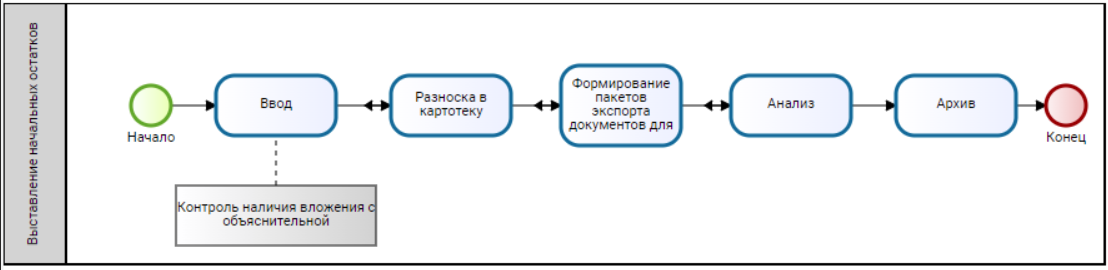 Выставление начальных остатков
Начало
Ввод
Разноска в
картотеку
Формирование
пакетов
экспорта
документов для
Анализ
Архив
Конец
Контроль наличия вложения с
объяснительной